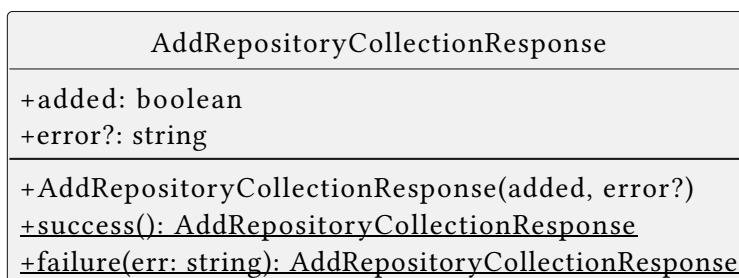 AddRepositoryCollectionResponse
+added: boolean
+error?: string
+AddRepositoryCollectionResponse(added, error?)
+success(): AddRepositoryCollectionResponse
+failure(err: string): AddRepositoryCollectionResponse